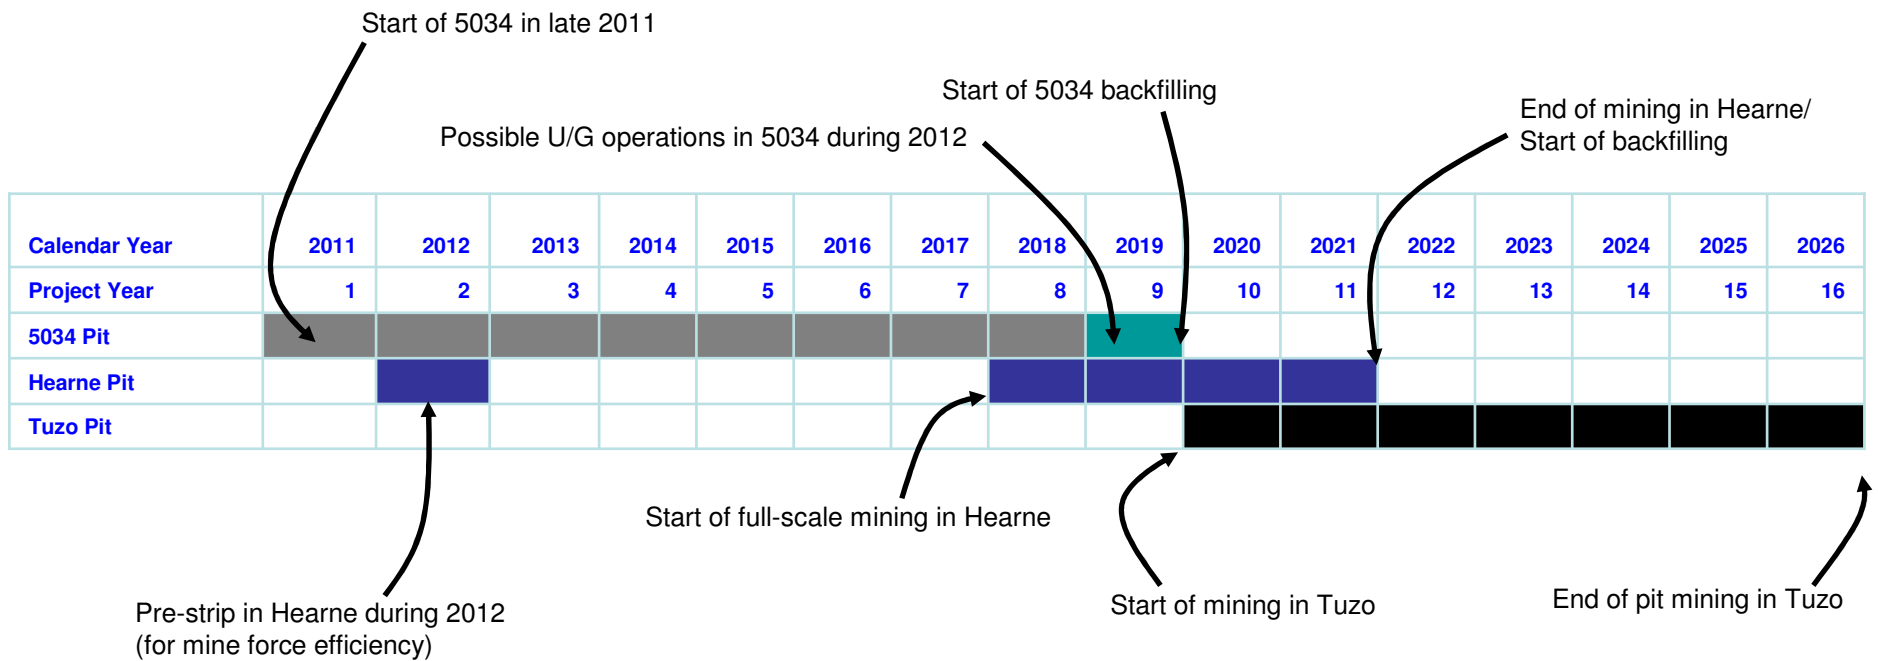 Start of 5034 in late 2011
Start of 5034 backfilling
Possible U/G operations in 5034 during 2012
End of mining in Hearne/
Start of backfilling
Calendar Year 2011 2012 2013 2014 2015 2016 2017 2018 2019 2020 2021 2022 2023 2024 2025 2026
Project Year 1 2 3 4 5 6 7 8 9 10 11 12 13 14 15 16
5034 Pit
Hearne Pit
Tuzo Pit
Start of full-scale mining in Hearne
Start of mining in Tuzo
End of pit mining in Tuzo
Pre-strip in Hearne during 2012
(for mine force efficiency)